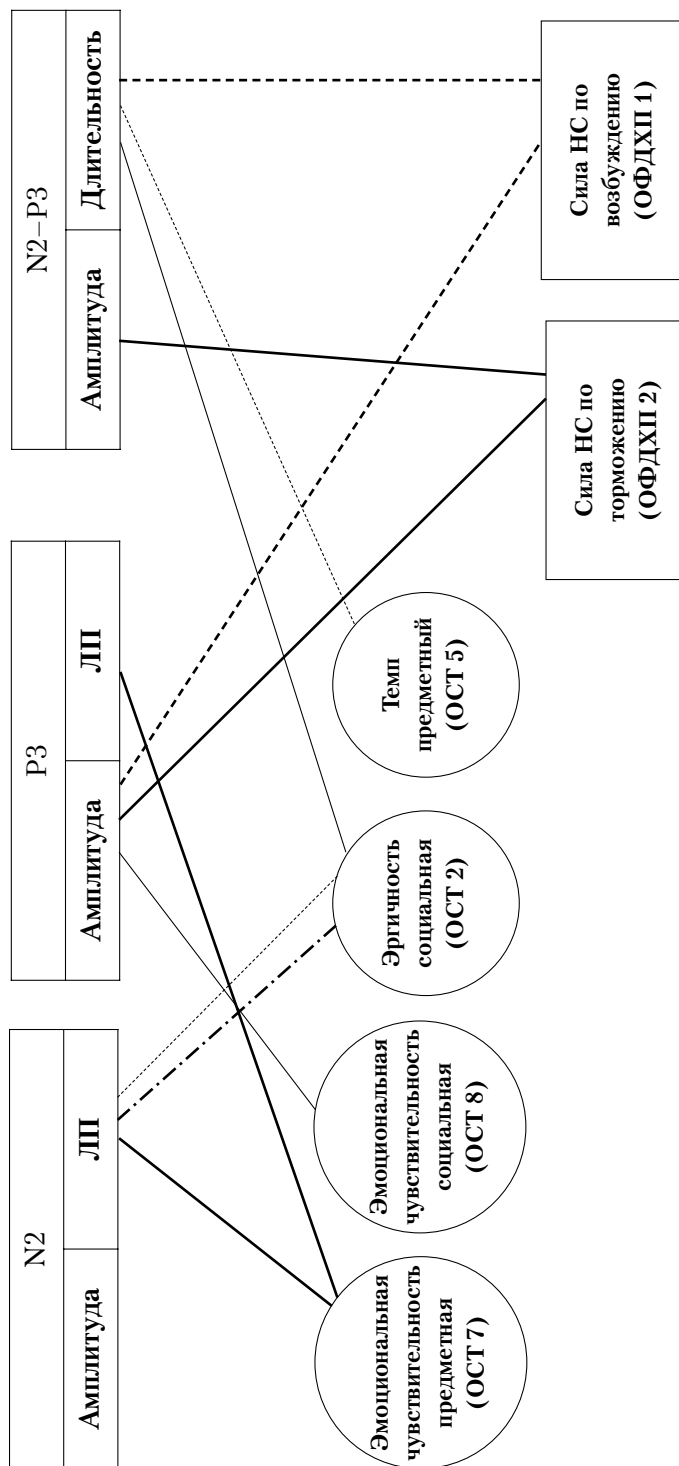 N2
Амплитуда
ЛП
P3
Амплитуда
ЛП
N2–P3
Амплитуда
Длительность
Эмоциональная
чувствительность
предметная
(ОСТ 7)
Эмоциональная
чувствительность
социальная
(ОСТ 8)
Эргичность
социальная
(ОСТ 2)
Темп
предметный
(ОСТ 5)
Сила НС по
торможению
(ОФДХП 2)
Сила НС по
возбуждению
(ОФДХП 1)